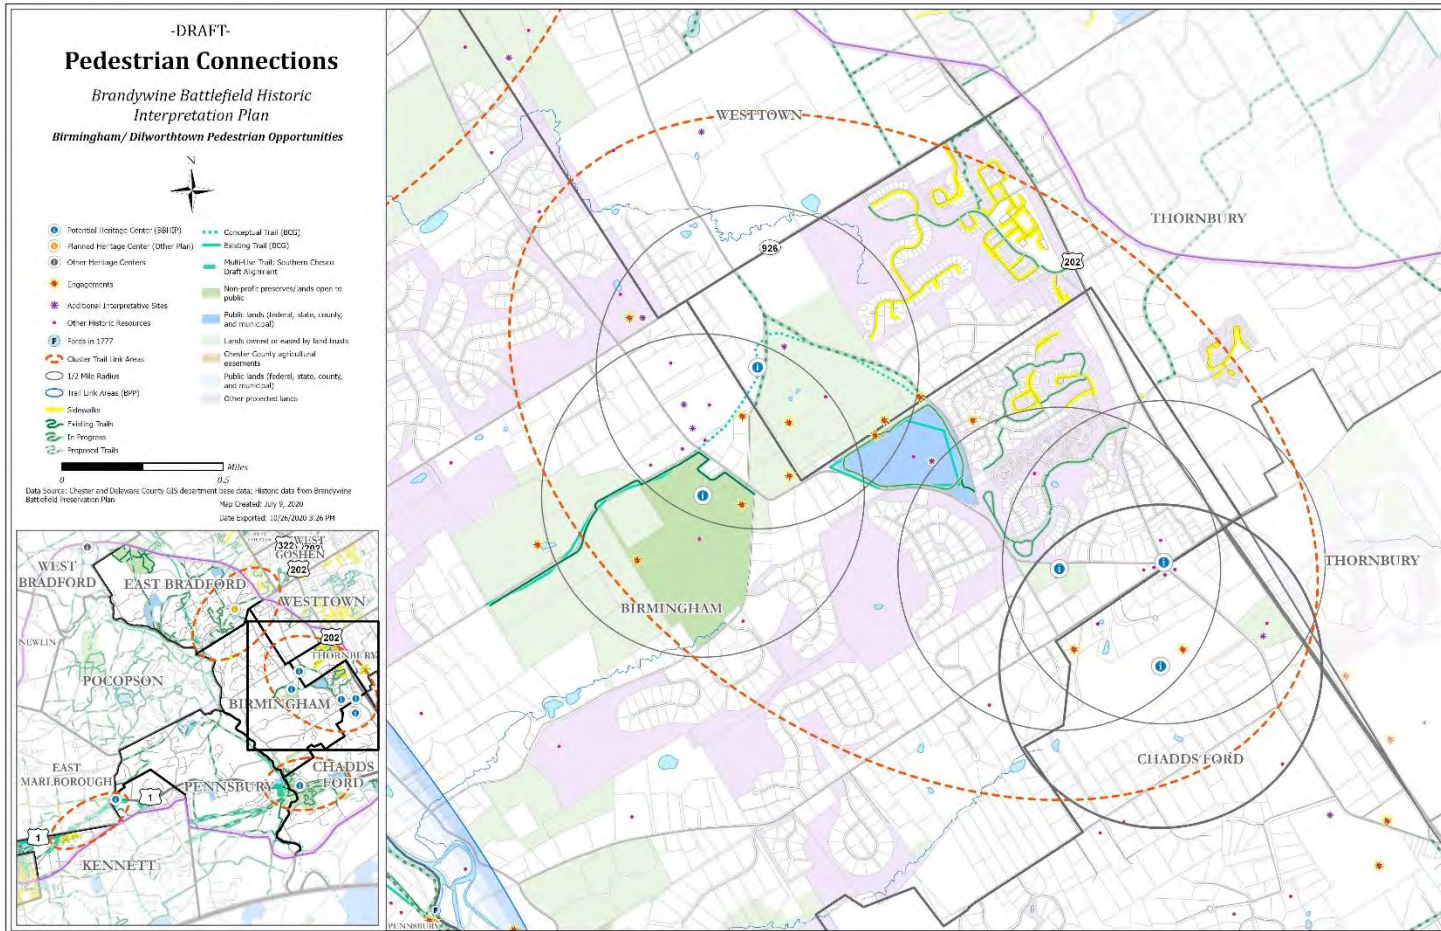 -DRAFT-
Pedestrian Connections
Brandywine Battlefield Historic
Interpretation Plan
Birmingham/ Dilworthtown Pedestrian Opportunities
N
Potential Heritage Center (BBHIP)
Planned Heritage Center (Other Plan)
Other Heritage Centers
Engagements
Additional Interpretative Sites
Other Historic Resources
F
Fords in 1777
Cluster Trail Link Areas
1/2 Mile Radius
Trail Link Areas (BPP)
Sidewalks
Existing Trails
In Progress
Proposed Trails
Conceptual Trail (BCG)
Existing Trail (BCG)
Multi-Use Trail: Southern Chesco
Draft Alignment
Non-profit preserves/lands open to
public
Public lands (federal, state, county,
and municipal)
Lands owned or eased by land trusts
Chester County agricultural
easements
Public lands (federal, state, county,
and municipal)
Other protected lands
0
0.5
Miles
Data Source: Chester and Delaware County GIS department base data; Historic data from Brandywine
Battlefield Preservation Plan
Map Created: July 9, 2020
Date Exported: 10/26/2020 3:26 PM
WESTTOWN
THORNBURY
926
202
BIRMINGHAM
THORNBURY
CHADDS FORD
F
PENNSBURY
WEST
GOSHEN
322
202
202
WEST
BRADFORD
EAST BRADFORD
WESTTOWN
NEWLIN
202
THORNBURY
POCOPSON
BIRMINGHAM
EAST
MARLBOROUGH
PENNSBURY
CHADDS
FORD
1
1
KENNETT